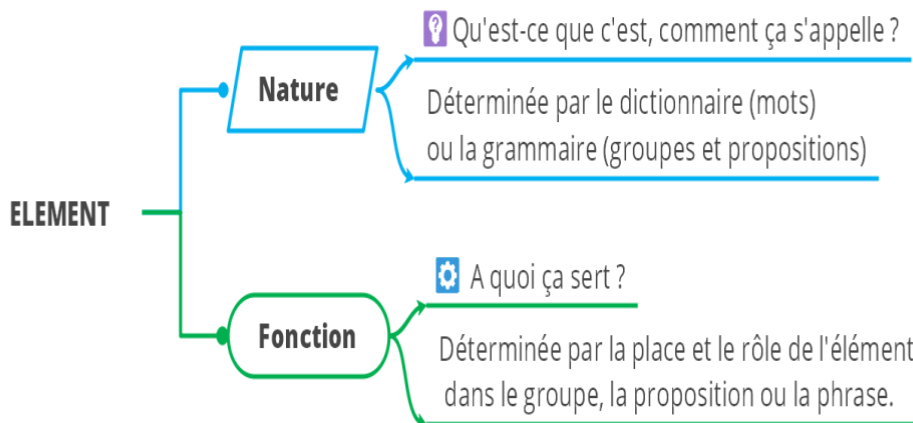 Qu'est-ce que c'est, comment ça s'appelle ?
Nature
Déterminée par le dictionnaire (mots)
ou la grammaire (groupes et propositions)
ELEMENT
A quoi ça sert ?
Fonction
Déterminée par la place et le rôle de l'élément
dans le groupe, la proposition ou la phrase.